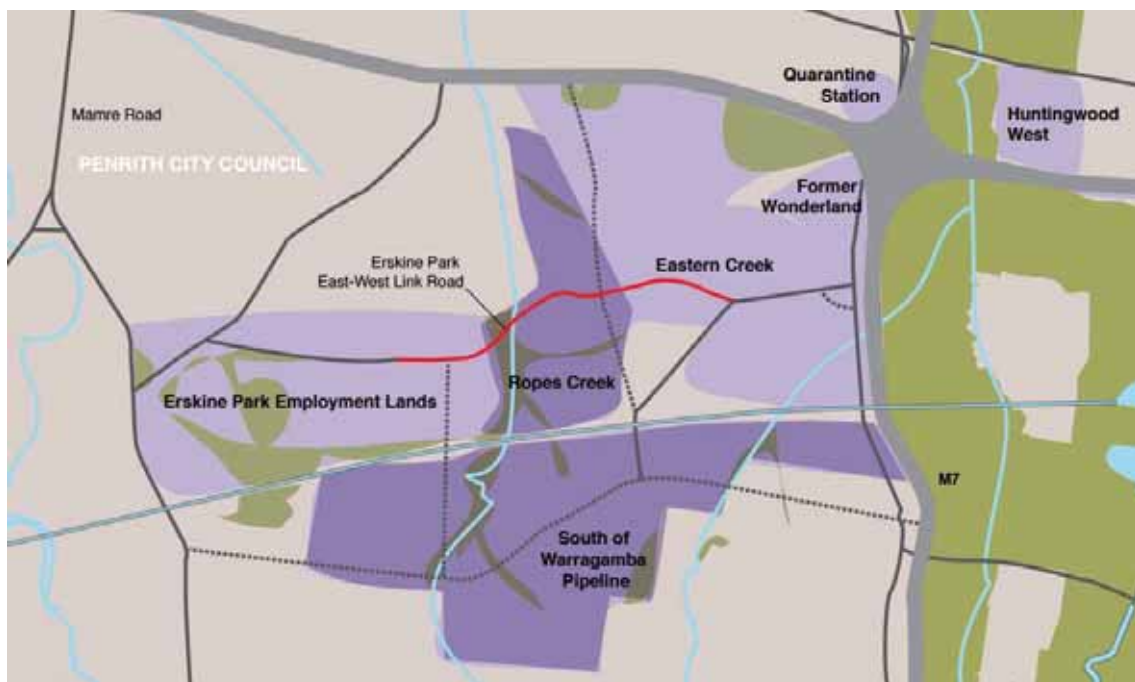 Quarantine
Station
Mamre Road
Huntingwood
West
PENRITH CITY COUNCIL
Former
Wonderland
Erskine Park
East-West Link Road
Eastern Creek
Ropes Creek
Erskine Park Employment Lands
M7
South of
Warragamba
Pipeline